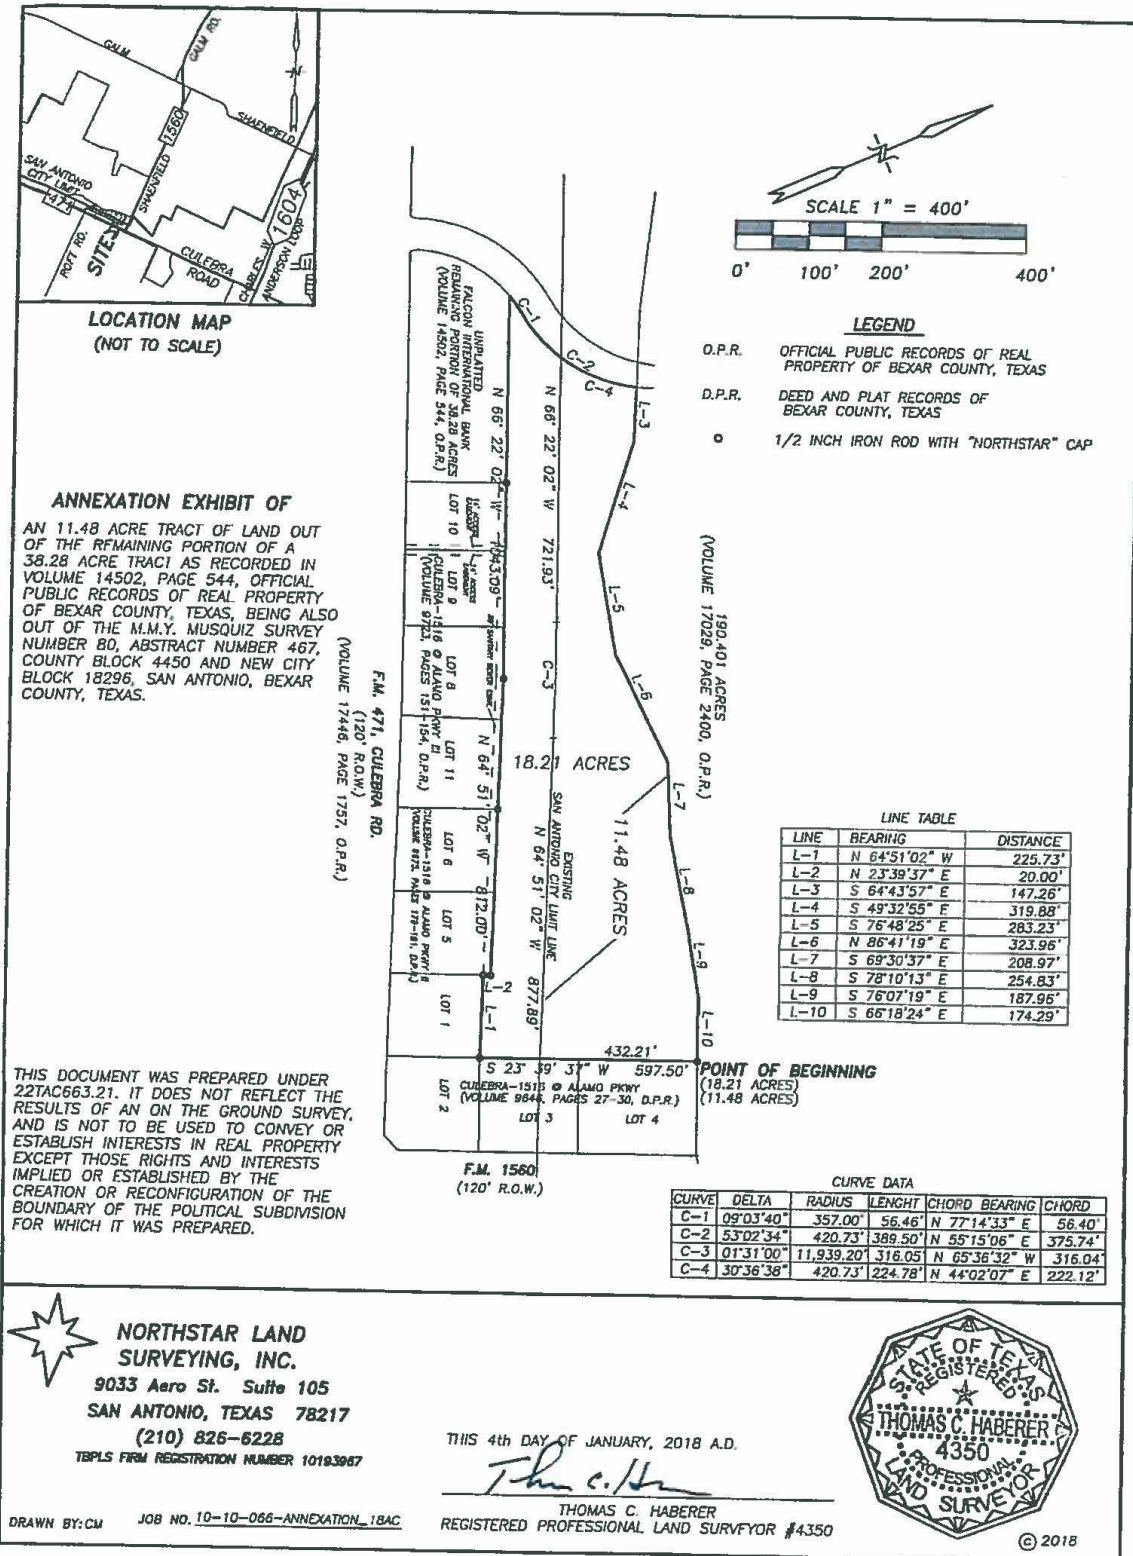 GALM
GALM RD.
N
SHAENFIELD
1560
SHAENFIELD
SAN ANTONIO
CITY LIMIT
471
ROFT RD.
SITE
CULEBRA
ROAD
1604
CHARLES W.
ANDERSON LOOP
LOCATION MAP
(NOT TO SCALE)
N
SCALE 1" = 400'
0' 100' 200' 400'
LEGEND
O.P.R. OFFICIAL PUBLIC RECORDS OF REAL
PROPERTY OF BEXAR COUNTY, TEXAS
D.P.R. DEED AND PLAT RECORDS OF
BEXAR COUNTY, TEXAS
1/2 INCH IRON ROD WITH "NORTHSTAR" CAP
ANNEXATION EXHIBIT OF
AN 11.48 ACRE TRACT OF LAND OUT
OF THE REMAINING PORTION OF A
38.28 ACRE TRACT AS RECORDED IN
VOLUME 14502, PAGE 544, OFFICIAL
PUBLIC RECORDS OF REAL PROPERTY
OF BEXAR COUNTY, TEXAS, BEING ALSO
OUT OF THE M.M.Y. MUSQUIZ SURVEY
NUMBER 80, ABSTRACT NUMBER 467,
COUNTY BLOCK 4450 AND NEW CITY
BLOCK 18296, SAN ANTONIO, BEXAR
COUNTY, TEXAS.
UNPLATTED
FALCON INTERNATIONAL BANK
REMAINING PORTION OF 38.28 ACRES
(VOLUME 14502, PAGE 544, O.P.R.)
C-1
C-2
C-4
L-3
L-4
L-5
L-6
L-7
L-8
L-9
L-10
N 66° 22' 02" W 1043.09'
N 66° 22' 02" W 721.93'
C-3
LOT 10
LOT 9
LOT 8
LOT 11
LOT 6
LOT 5
LOT 1
LOT 2
CULEBRA-1516 @ ALAMO PKWY III
(VOLUME 9723, PAGES 151-154, D.P.R.)
CULEBRA-1516 @ ALAMO PKWY II
N 64° 51' 02" W 812.00'
18.21 ACRES
EXISTING
SAN ANTONIO CITY LIMIT LINE
N 64° 51' 02" W 877.89'
11.48 ACRES
190.401 ACRES
(VOLUME 17029, PAGE 2400, O.P.R.)
F.M. 471, CULEBRA RD.
(120' R.O.W.)
(VOLUME 17446, PAGE 1757, O.P.R.)
L-2
L-1
432.21'
S 23° 39' 37" W 597.50'
CULEBRA-1516 @ ALAMO PKWY
(VOLUME 9646, PAGES 27-30, D.P.R.)
LOT 3 LOT 4
POINT OF BEGINNING
(18.21 ACRES)
(11.48 ACRES)
F.M. 1560
(120' R.O.W.)
LINE TABLE
LINE BEARING DISTANCE
L-1 N 64°51'02" W 225.73'
L-2 N 23°39'37" E 20.00'
L-3 S 64°43'57" E 147.26'
L-4 S 49°32'55" E 319.88'
L-5 S 76°48'25" E 283.23'
L-6 N 86°41'19" E 323.96'
L-7 S 69°30'37" E 208.97'
L-8 S 78°10'13" E 254.83'
L-9 S 76°07'19" E 187.96'
L-10 S 66°18'24" E 174.29'
THIS DOCUMENT WAS PREPARED UNDER
22TAC663.21. IT DOES NOT REFLECT THE
RESULTS OF AN ON THE GROUND SURVEY,
AND IS NOT TO BE USED TO CONVEY OR
ESTABLISH INTERESTS IN REAL PROPERTY
EXCEPT THOSE RIGHTS AND INTERESTS
IMPLIED OR ESTABLISHED BY THE
CREATION OR RECONFIGURATION OF THE
BOUNDARY OF THE POLITICAL SUBDIVISION
FOR WHICH IT WAS PREPARED.
CURVE DATA
CURVE DELTA RADIUS LENGHT CHORD BEARING CHORD
C-1 09°03'40" 357.00' 56.46' N 77°14'33" E 56.40'
C-2 53°02'34" 420.73' 389.50' N 55°15'06" E 375.74'
C-3 01°31'00" 11,939.20' 316.05' N 65°36'32" W 316.04'
C-4 30°36'38" 420.73' 224.78' N 44°02'07" E 222.12'
NORTHSTAR LAND
SURVEYING, INC.
9033 Aero St. Suite 105
SAN ANTONIO, TEXAS 78217
(210) 826-6228
TBPLS FIRM REGISTRATION NUMBER 10193987
DRAWN BY: CM JOB NO. 10-10-066-ANNEXATION_18AC
THIS 4th DAY OF JANUARY, 2018 A.D.
THOMAS C. HABERER
REGISTERED PROFESSIONAL LAND SURVEYOR #4350
STATE OF TEXAS
REGISTERED
THOMAS C. HABERER
4350
PROFESSIONAL
LAND SURVEYOR
© 2018